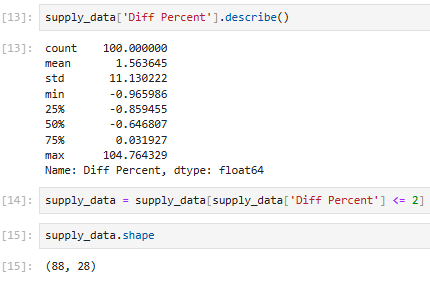 [13]: supply_data['Diff Percent'].describe()
[13]: count 100.000000
mean 1.563645
std 11.130222
min -0.965986
25% -0.859455
50% -0.646807
75% 0.031927
max 104.764329
Name: Diff Percent, dtype: float64
[14]: supply_data = supply_data[supply_data['Diff Percent'] <= 2]
[15]: supply_data.shape
[15]: (88, 28)